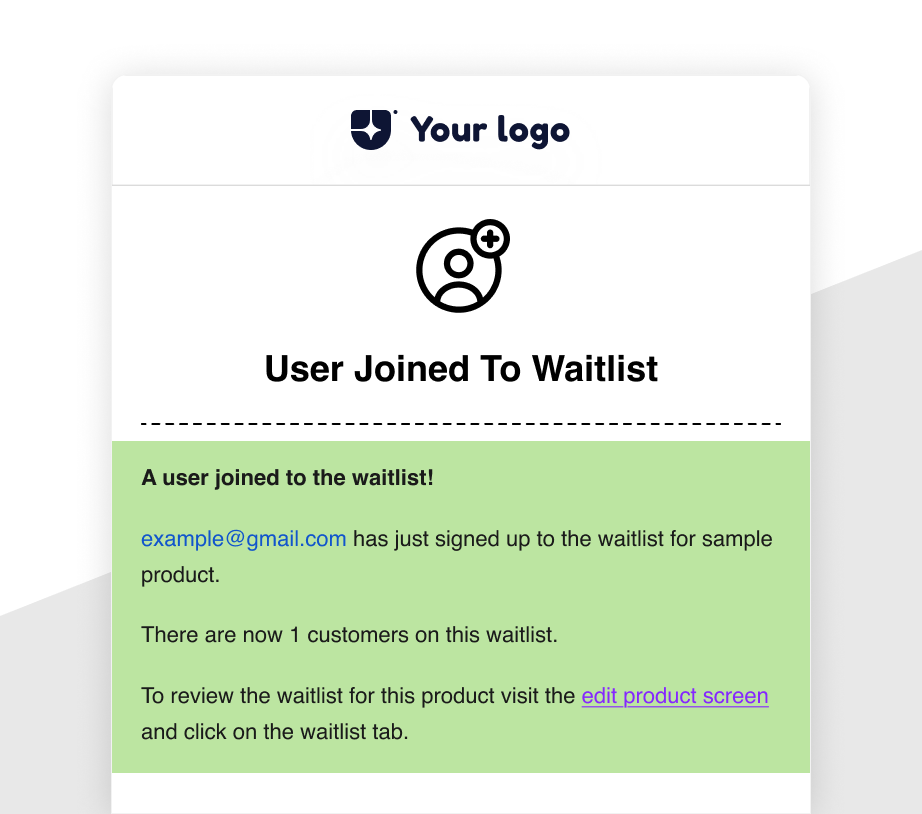 Your logo
User Joined To Waitlist
A user joined to the waitlist!
example@gmail.com has just signed up to the waitlist for sample
product.
There are now 1 customers on this waitlist.
To review the waitlist for this product visit the edit product screen
and click on the waitlist tab.